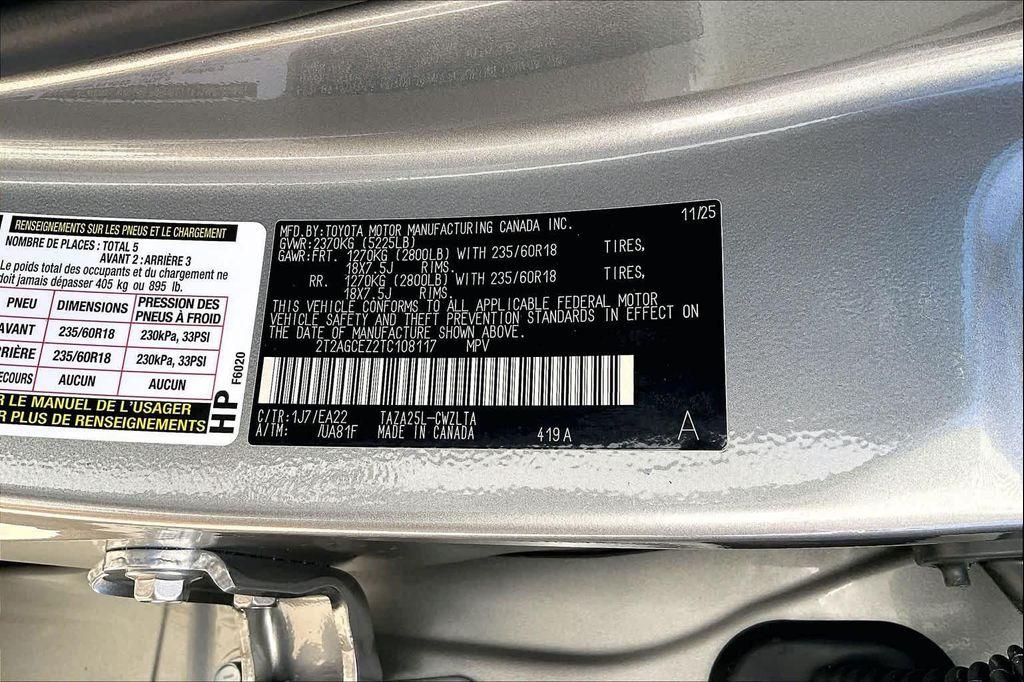 RENSEIGNEMENTS SUR LES PNEUS ET LE CHARGEMENT
NOMBRE DE PLACES: TOTAL 5
AVANT 2: ARRIÈRE 3
Le poids total des occupants et du chargement ne
doit jamais dépasser 405 kg ou 895 lb.
PNEU DIMENSIONS PRESSION DES PNEUS À FROID
AVANT 235/60R18 230kPa, 33PSI
RIÈRE 235/60R18 230kPa, 33PSI
ECOURS AUCUN AUCUN
R LE MANUEL DE L'USAGER
R PLUS DE RENSEIGNEMENTS
HP F6020
11/25
MFD.BY:TOYOTA MOTOR MANUFACTURING CANADA INC.
GVWR:2370KG (5225LB)
GAWR:FRT. 1270KG (2800LB) WITH 235/60R18 TIRES,
18X7.5J RIMS.
RR. 1270KG (2800LB) WITH 235/60R18 TIRES,
18X7.5J RIMS.
THIS VEHICLE CONFORMS TO ALL APPLICABLE FEDERAL MOTOR
VEHICLE SAFETY AND THEFT PREVENTION STANDARDS IN EFFECT ON
THE DATE OF MANUFACTURE SHOWN ABOVE.
2T2AGCEZ2TC108117 MPV
C/TR:1J7/EA22 TAZA25L-CWZLTA
A/TM: /UA81F MADE IN CANADA 419A A